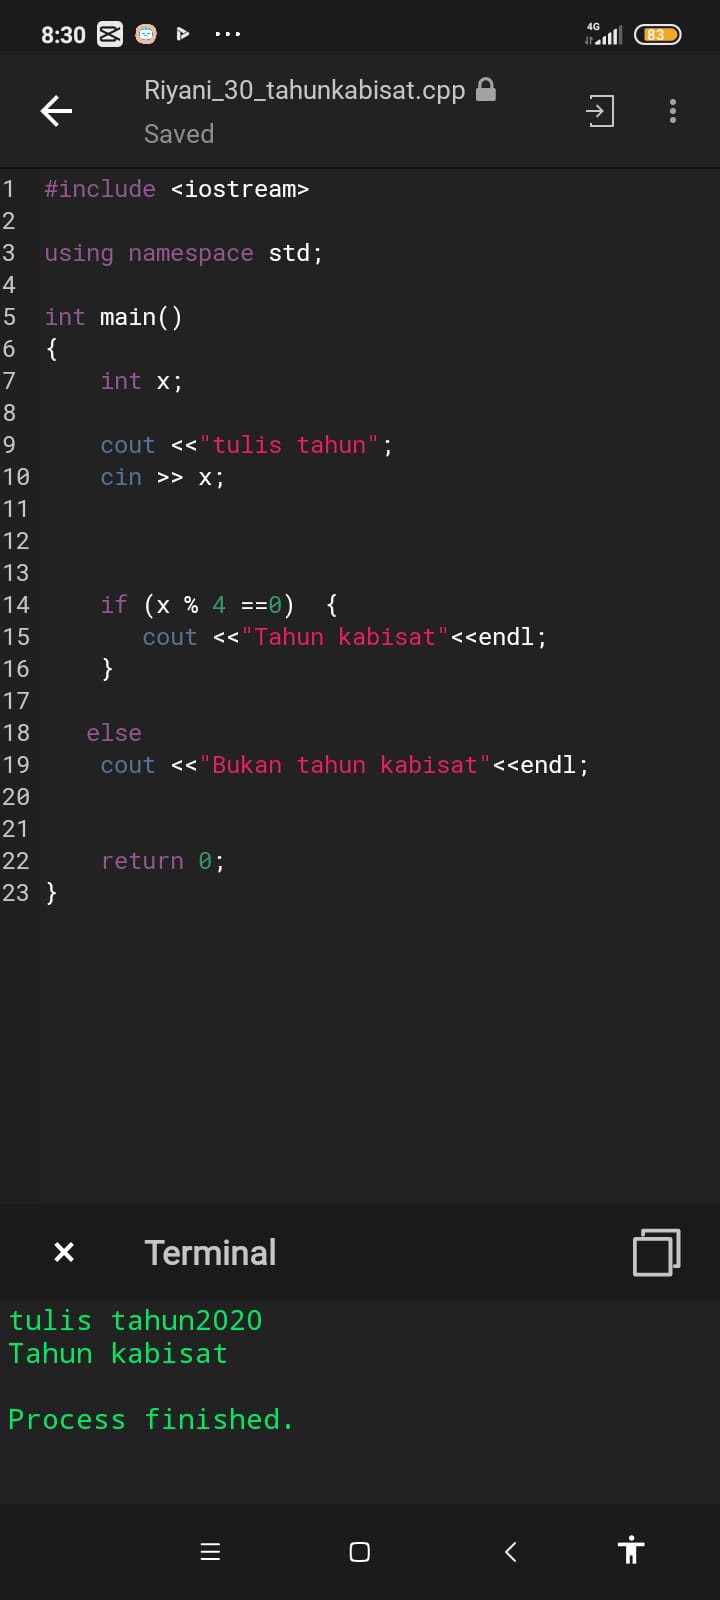 8:30
4G
83
Riyani_30_tahunkabisat.cpp
Saved
1 #include <iostream>
2
3 using namespace std;
4
5 int main()
6 {
7     int x;
8
9     cout <<"tulis tahun";
10     cin >> x;
11
12
13
14     if (x % 4 ==0)  {
15        cout <<"Tahun kabisat"<<endl;
16     }
17
18    else
19     cout <<"Bukan tahun kabisat"<<endl;
20
21
22     return 0;
23 }
× Terminal
tulis tahun2020
Tahun kabisat
Process finished.